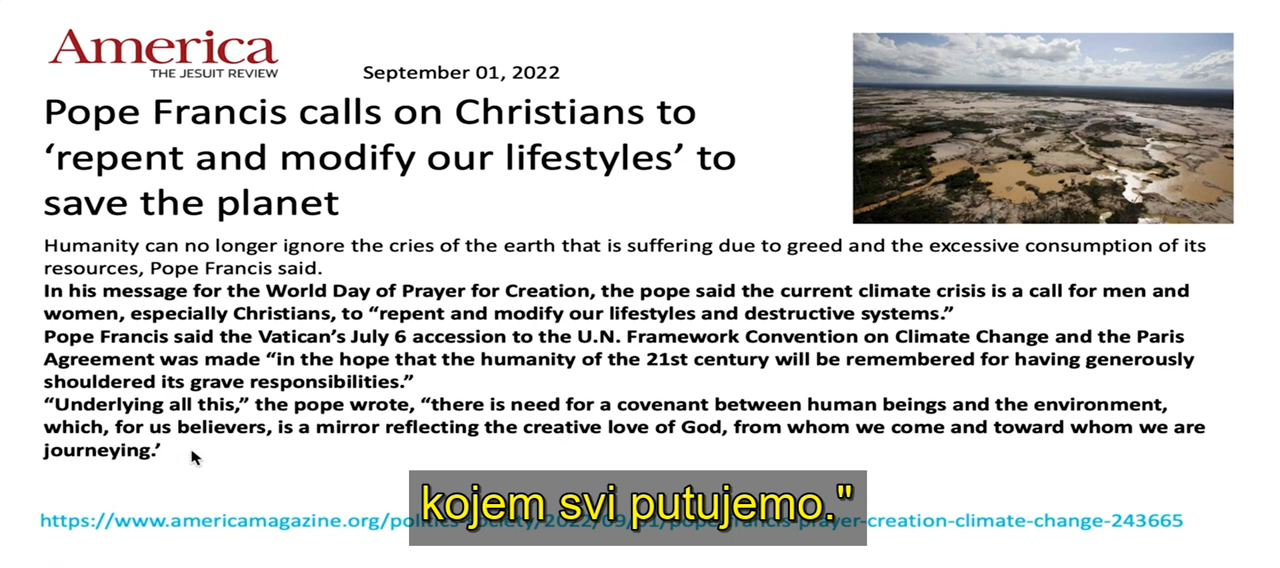 America
THE JESUIT REVIEW
September 01, 2022
Pope Francis calls on Christians to
‘repent and modify our lifestyles’ to
save the planet
Humanity can no longer ignore the cries of the earth that is suffering due to greed and the excessive consumption of its
resources, Pope Francis said.
In his message for the World Day of Prayer for Creation, the pope said the current climate crisis is a call for men and
women, especially Christians, to “repent and modify our lifestyles and destructive systems.”
Pope Francis said the Vatican’s July 6 accession to the U.N. Framework Convention on Climate Change and the Paris
Agreement was made “in the hope that the humanity of the 21st century will be remembered for having generously
shouldered its grave responsibilities.”
“Underlying all this,” the pope wrote, “there is need for a covenant between human beings and the environment,
which, for us believers, is a mirror reflecting the creative love of God, from whom we come and toward whom we are
journeying.’
kojem svi putujemo."
https://www.americamagazine.org/politics-society/2022/09/01/pope-francis-prayer-creation-climate-change-243665